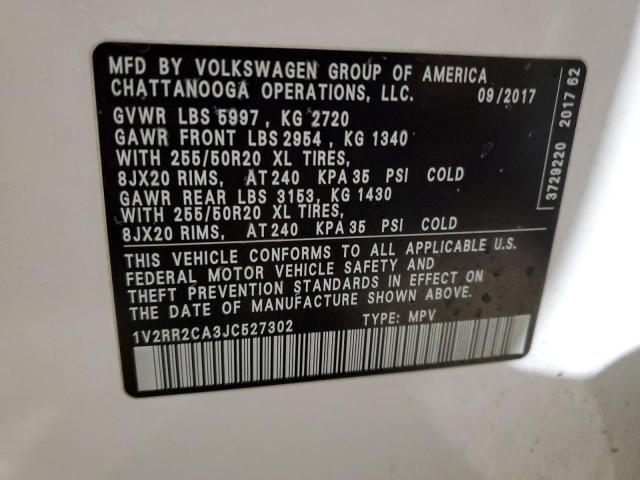 MFD BY VOLKSWAGEN GROUP OF AMERICA
CHATTANOOGA OPERATIONS, LLC. 09/2017
GVWR LBS 5997 , KG 2720
GAWR FRONT LBS 2954 , KG 1340
WITH 255/50R20 XL TIRES,
8JX20 RIMS, AT 240 KPA 35 PSI COLD
GAWR REAR LBS 3153, KG 1430
WITH 255/50R20 XL TIRES,
8JX20 RIMS, AT 240 KPA 35 PSI COLD
THIS VEHICLE CONFORMS TO ALL APPLICABLE U.S.
FEDERAL MOTOR VEHICLE SAFETY AND
THEFT PREVENTION STANDARDS IN EFFECT ON
THE DATE OF MANUFACTURE SHOWN ABOVE.
1V2RR2CA3JC527302 TYPE: MPV
3729220 2017 62